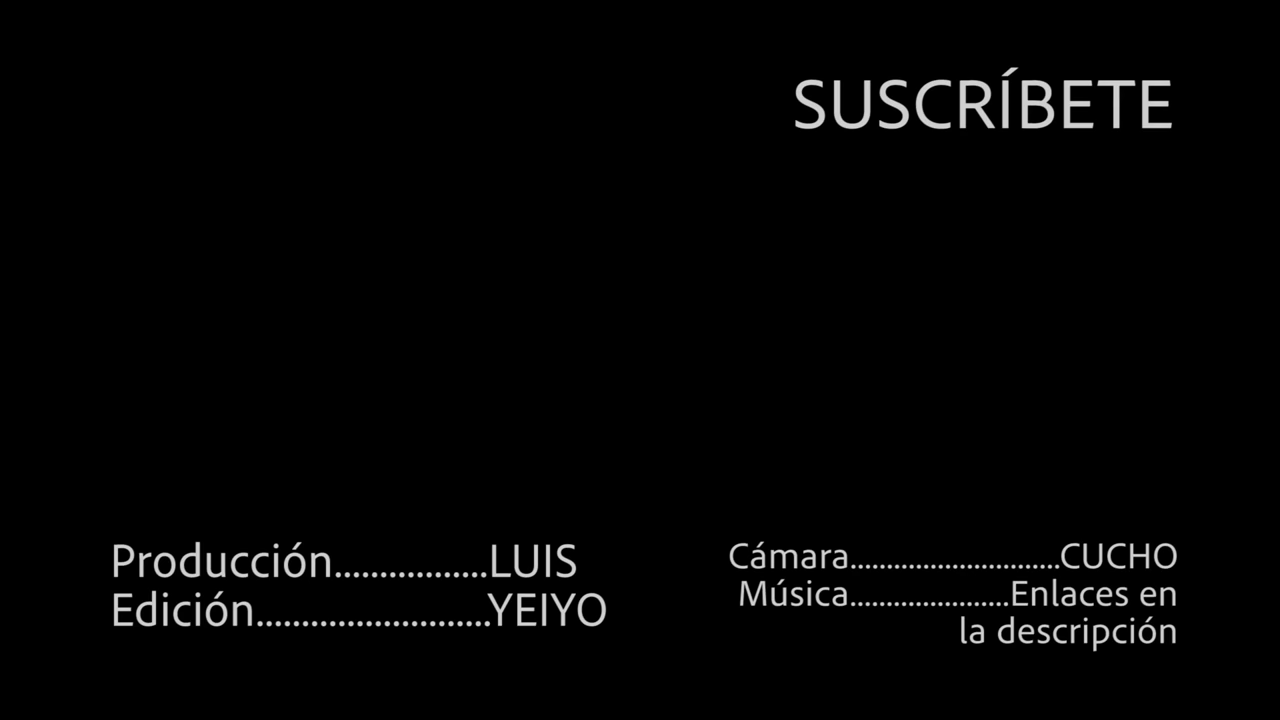 SUSCRÍBETE
Producción.................LUIS
Edición..........................YEIYO
Cámara.............................CUCHO
Música......................Enlaces en
la descripción